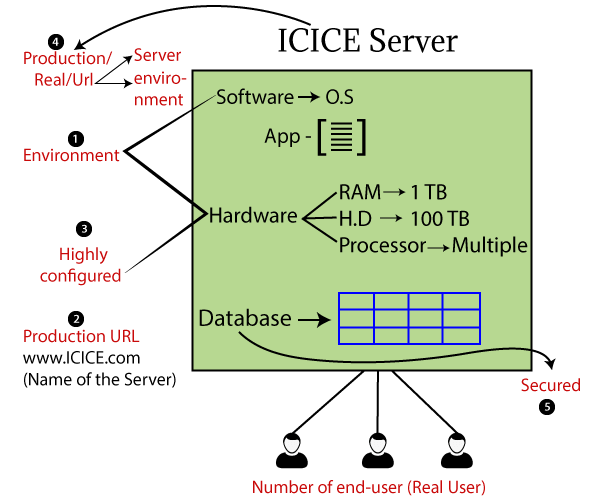 ICICE Server
4
Production/
Real/Url
Server
enviro-
nment
Software
O.S
App -
1
Environment
Hardware
RAM
1 TB
H.D
100 TB
Processor
Multiple
3
Highly
configured
2
Production URL
www.ICICE.com
(Name of the Server)
Database
Secured
5
Number of end-user (Real User)